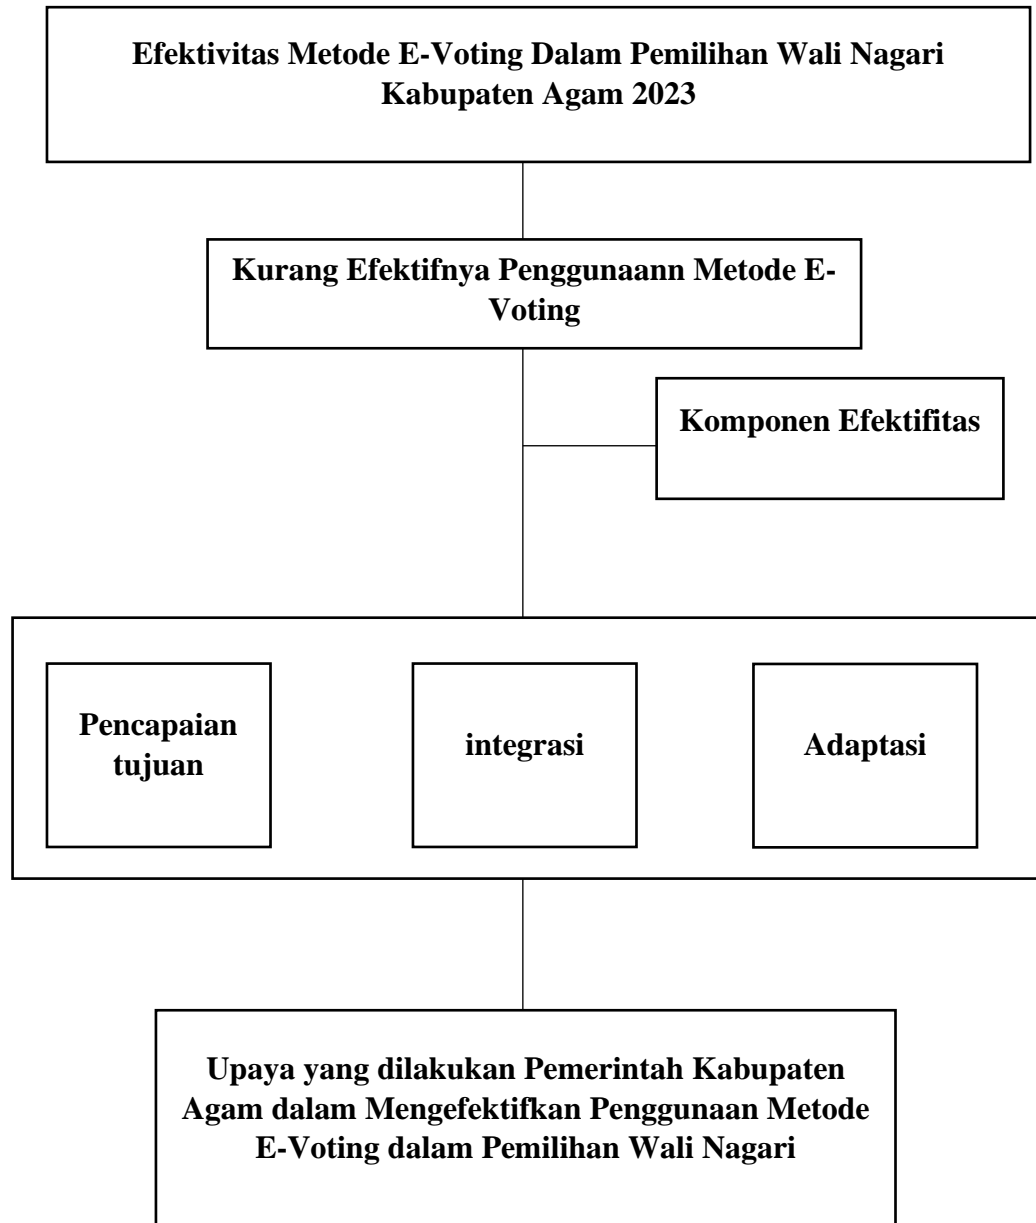 Efektivitas Metode E-Voting Dalam Pemilihan Wali Nagari
Kabupaten Agam 2023
Kurang Efektifnya Penggunaann Metode E-
Voting
Komponen Efektifitas
Pencapaian
tujuan
integrasi
Adaptasi
Upaya yang dilakukan Pemerintah Kabupaten
Agam dalam Mengefektifkan Penggunaan Metode
E-Voting dalam Pemilihan Wali Nagari